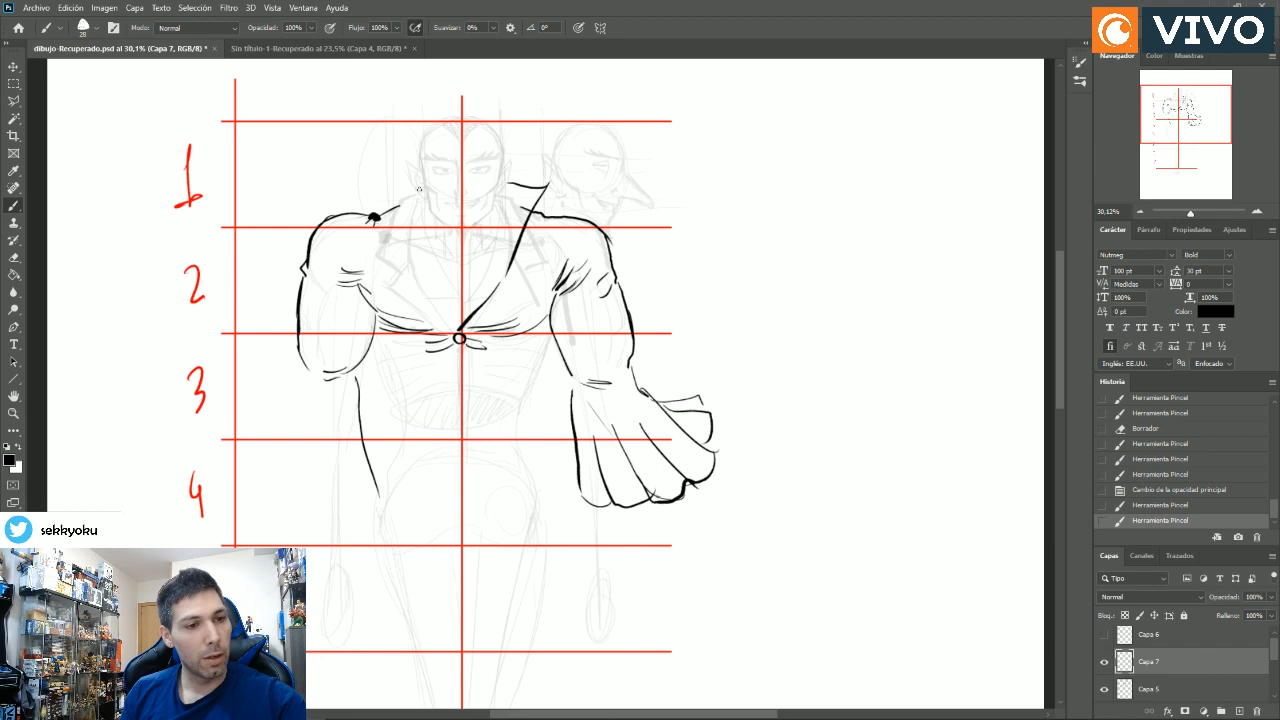 Archivo Edición Imagen Capa Texto Selección Filtro 3D Vista Ventana Ayuda
28 Modo: Normal Opacidad: 100% Flujo: 100% Suavizar: 0% 0°
dibujo-Recuperado.psd al 30,1% (Capa 7, RGB/8) * × Sin título-1-Recuperado al 23,5% (Capa 4, RGB/8) * ×
VIVO
Navegador Color Muestras
30,12%
Carácter Párrafo Propiedades Ajustes
Nutmeg Bold
100 pt 30 pt
Medidas 0
100% 100%
0 pt Color:
Inglés: EE.UU. Enfocado
Historia
Herramienta Pincel
Herramienta Pincel
Borrador
Herramienta Pincel
Herramienta Pincel
Herramienta Pincel
Cambio de la opacidad principal
Herramienta Pincel
Herramienta Pincel
Capas Canales Trazados
Tipo
Normal Opacidad: 100%
Bloq.: Relleno: 100%
Capa 6
Capa 7
Capa 5
1
2
3
4
sekkyoku